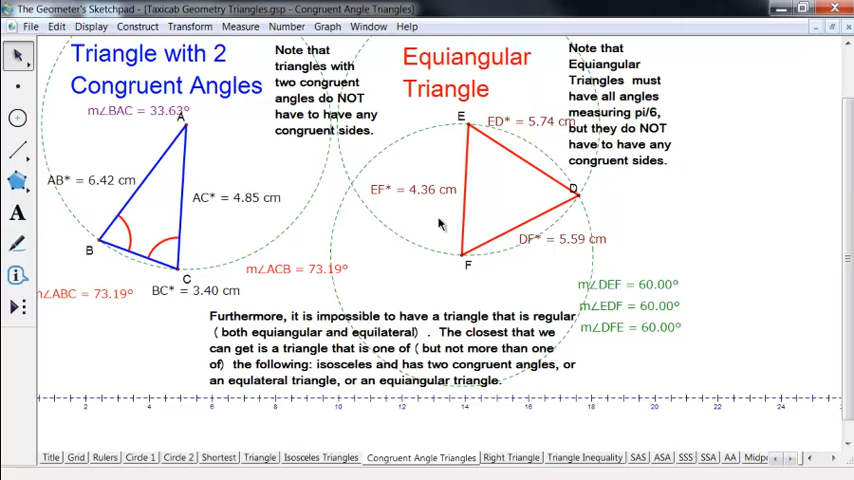 The Geometer's Sketchpad - [Taxicab Geometry Triangles.gsp - Congruent Angle Triangles]
File Edit Display Construct Transform Measure Number Graph Window Help
Triangle with 2
Congruent Angles
Note that
triangles with
two congruent
angles do NOT
have to have any
congruent sides.
Equiangular
Triangle
Note that
Equiangular
Triangles must
have all angles
measuring pi/6,
but they do NOT
have to have any
congruent sides.
m∠BAC = 33.63°
A
AB* = 6.42 cm
AC* = 4.85 cm
B
C
m∠ACB = 73.19°
m∠ABC = 73.19°
BC* = 3.40 cm
E
ED* = 5.74 cm
EF* = 4.36 cm
D
DF* = 5.59 cm
F
m∠DEF = 60.00°
m∠EDF = 60.00°
m∠DFE = 60.00°
Furthermore, it is impossible to have a triangle that is regular
( both equiangular and equilateral) . The closest that we
can get is a triangle that is one of ( but not more than one
of) the following: isosceles and has two congruent angles, or
an equlateral triangle, or an equiangular triangle.
2 4 6 8 10 12 14 16 18 20 22 24 26
Title Grid Rulers Circle 1 Circle 2 Shortest Triangle Isosceles Triangles Congruent Angle Triangles Right Triangle Triangle Inequality SAS ASA SSS SSA AA Midp